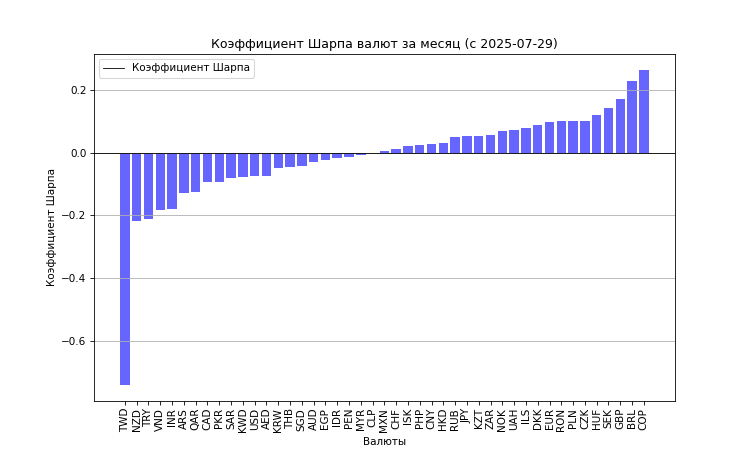 Коэффициент Шарпа валют за месяц (с 2025-07-29)
Коэффициент Шарпа
0.2
0.0
−0.2
−0.4
−0.6
Коэффициент Шарпа
TWD NZD TRY VND INR ARS QAR CAD PKR SAR KWD USD AED KRW THB SGD AUD EGP IDR PEN MYR CLP MXN CHF ISK PHP CNY HKD RUB JPY KZT ZAR NOK UAH ILS DKK EUR RON PLN CZK HUF SEK GBP BRL COP
Валюты